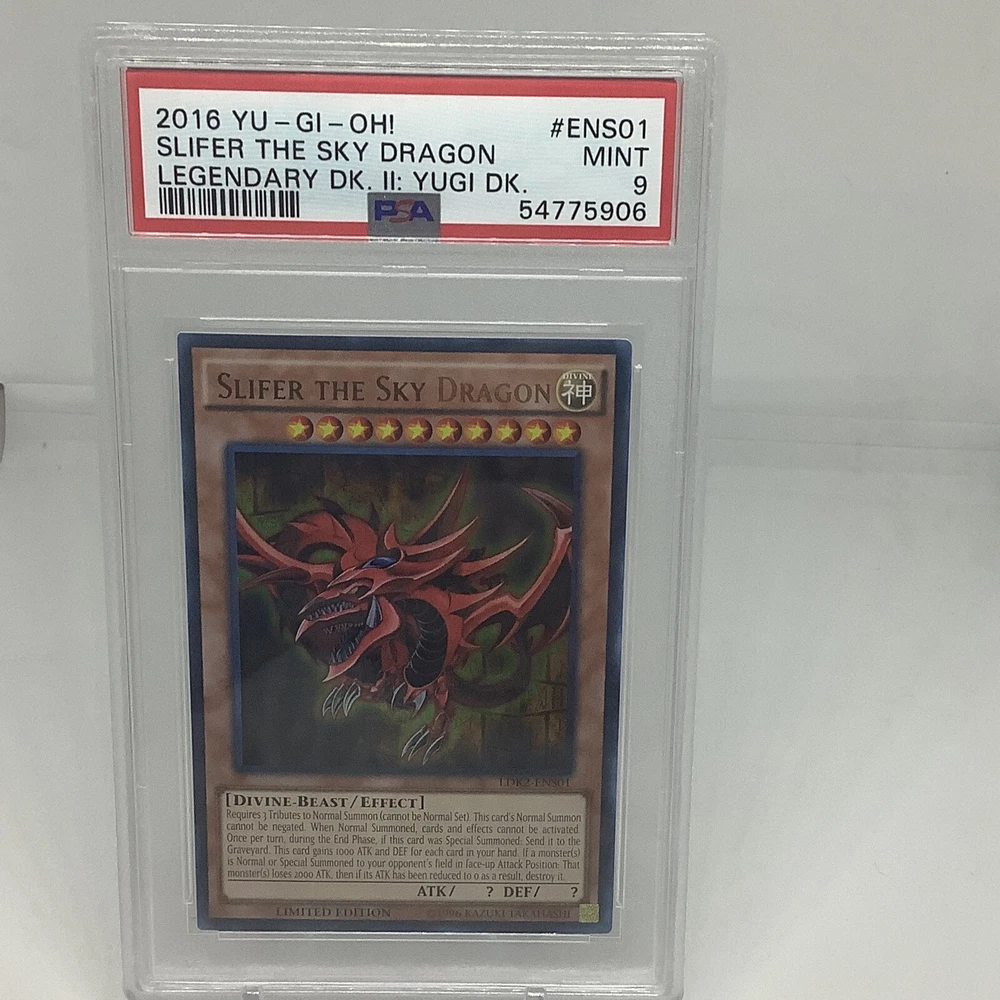 2016 YU-GI-OH! #ENS01
SLIFER THE SKY DRAGON MINT
LEGENDARY DK. II: YUGI DK. 9
PSA 54775906
SLIFER THE SKY DRAGON
DIVINE
神
LDK2-ENS01
[DIVINE-BEAST/EFFECT]
Requires 3 Tributes to Normal Summon (cannot be Normal Set). This card's Normal Summon
cannot be negated. When Normal Summoned, cards and effects cannot be activated.
Once per turn, during the End Phase, if this card was Special Summoned: Send it to the
Graveyard. This card gains 1000 ATK and DEF for each card in your hand. If a monster(s)
is Normal or Special Summoned to your opponent's field in face-up Attack Position: That
monster(s) loses 2000 ATK, then if its ATK has been reduced to 0 as a result, destroy it.
ATK/ ? DEF/ ?
LIMITED EDITION ©1996 KAZUKI TAKAHASHI